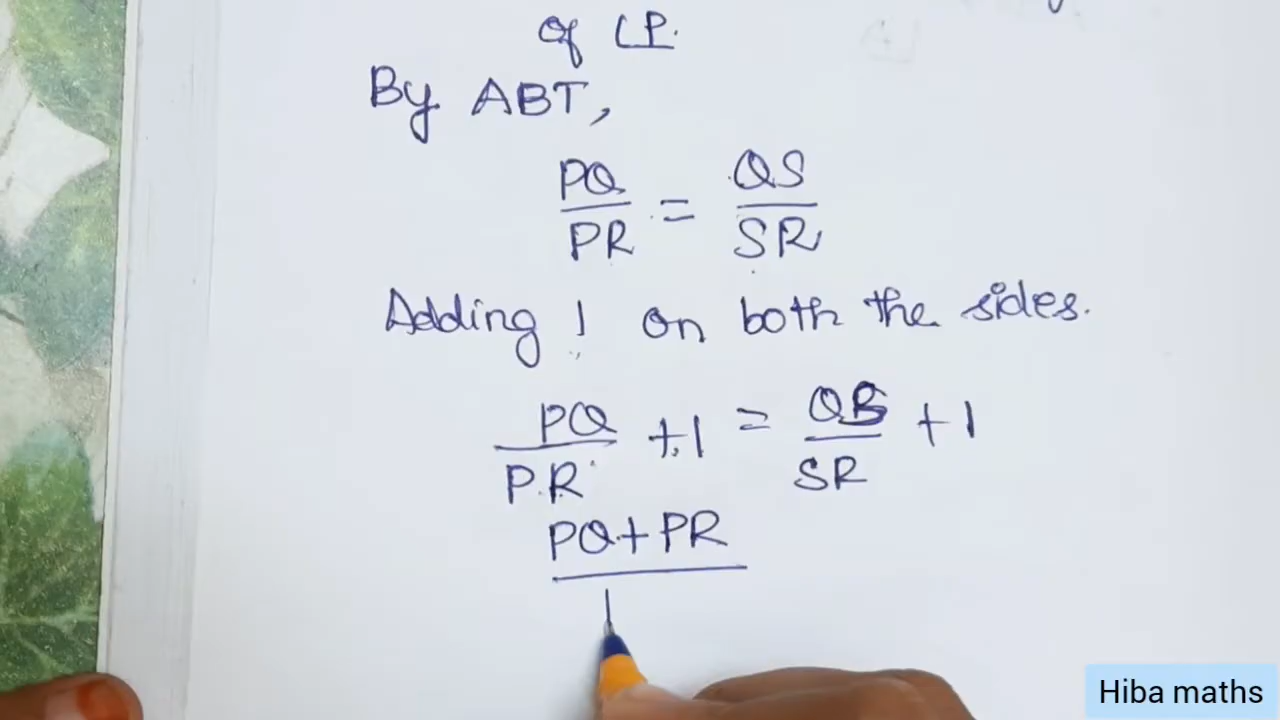 of LP.
By ABT,
PQ/PR = QS/SR
Adding 1 on both the sides.
PQ/PR + 1 = QS/SR + 1
PQ + PR
Hiba maths